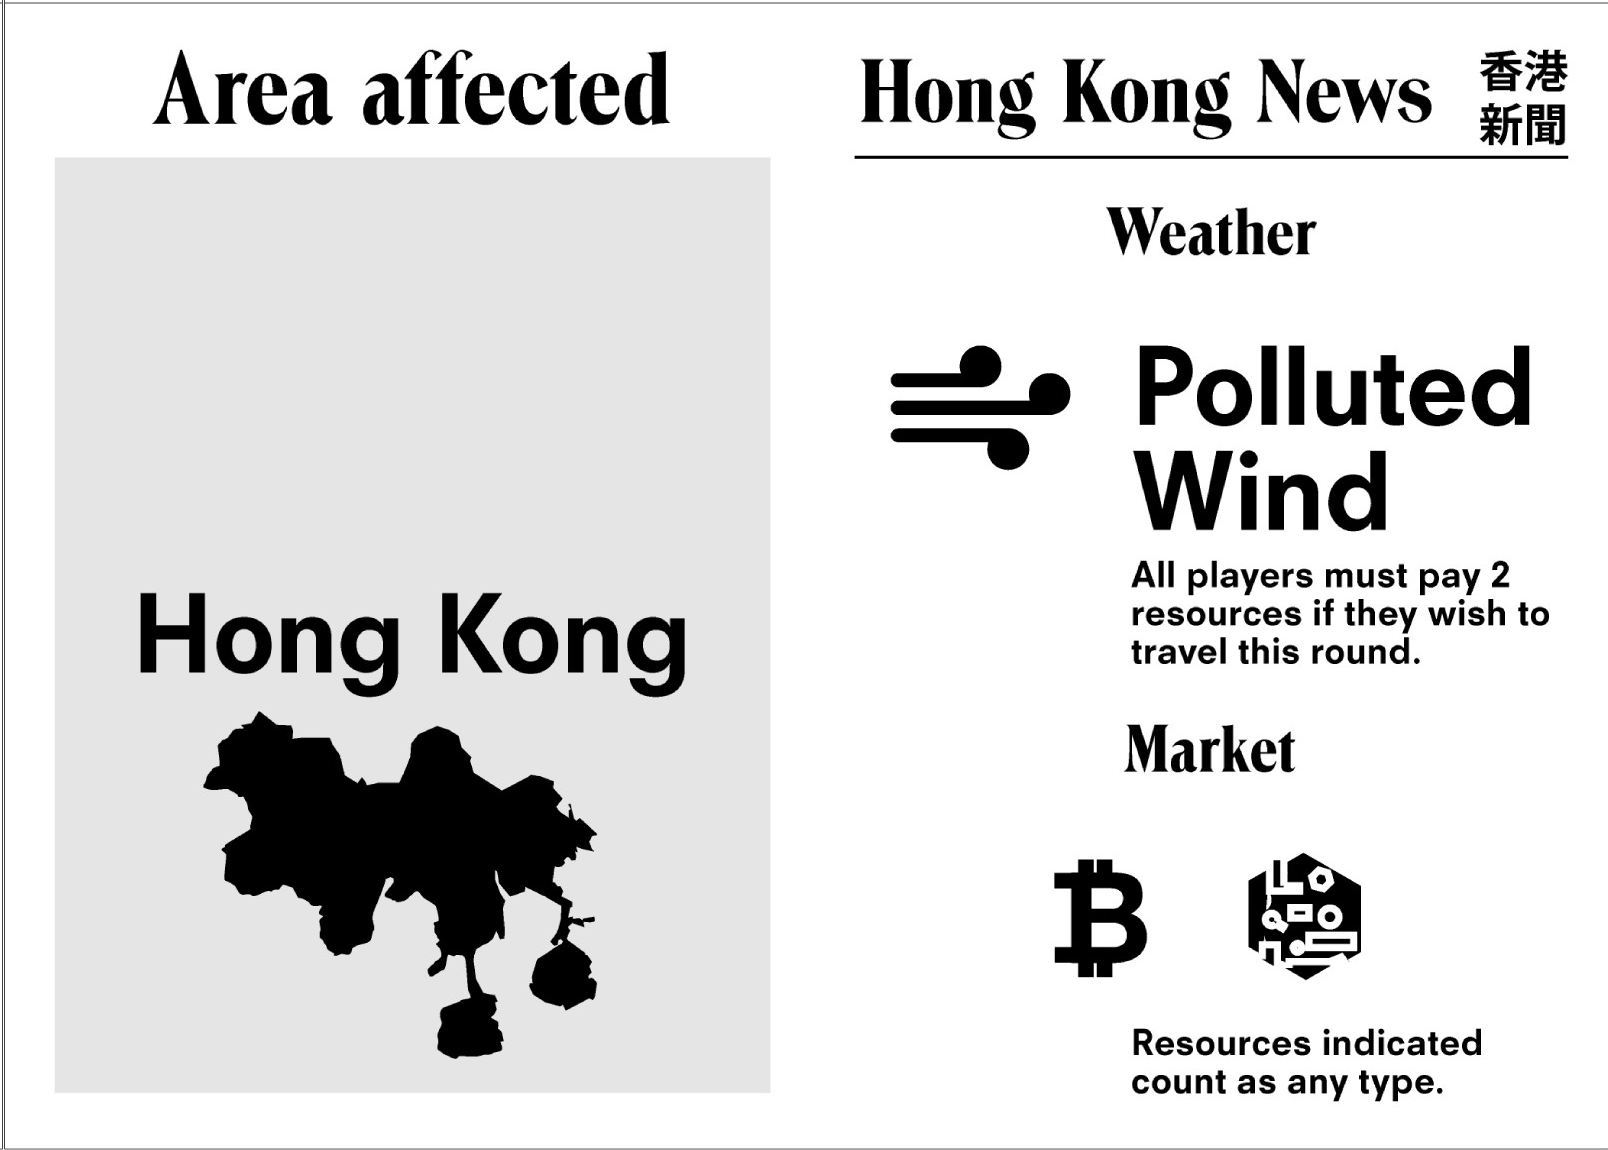 Area affected
Hong Kong
Hong Kong News
香港
新聞
Weather
Polluted
Wind
All players must pay 2
resources if they wish to
travel this round.
Market
Resources indicated
count as any type.